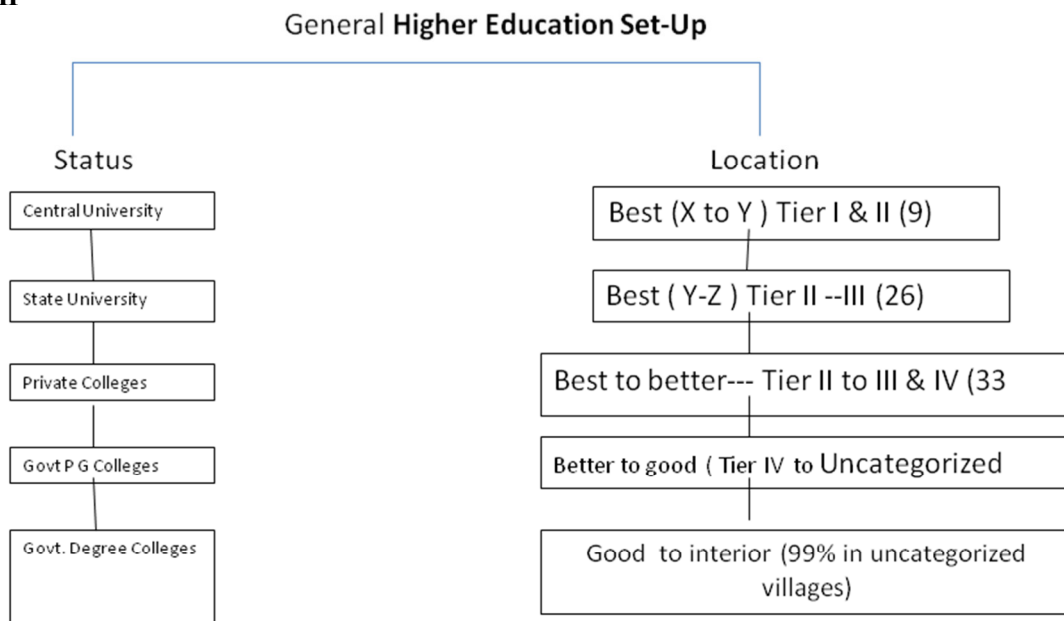 General Higher Education Set-Up
Status
Location
Central University
Best (X to Y ) Tier I & II (9)
State University
Best ( Y-Z ) Tier II --III (26)
Private Colleges
Best to better--- Tier II to III & IV (33
Govt P G Colleges
Better to good ( Tier IV to Uncategorized
Govt. Degree Colleges
Good to interior (99% in uncategorized
villages)